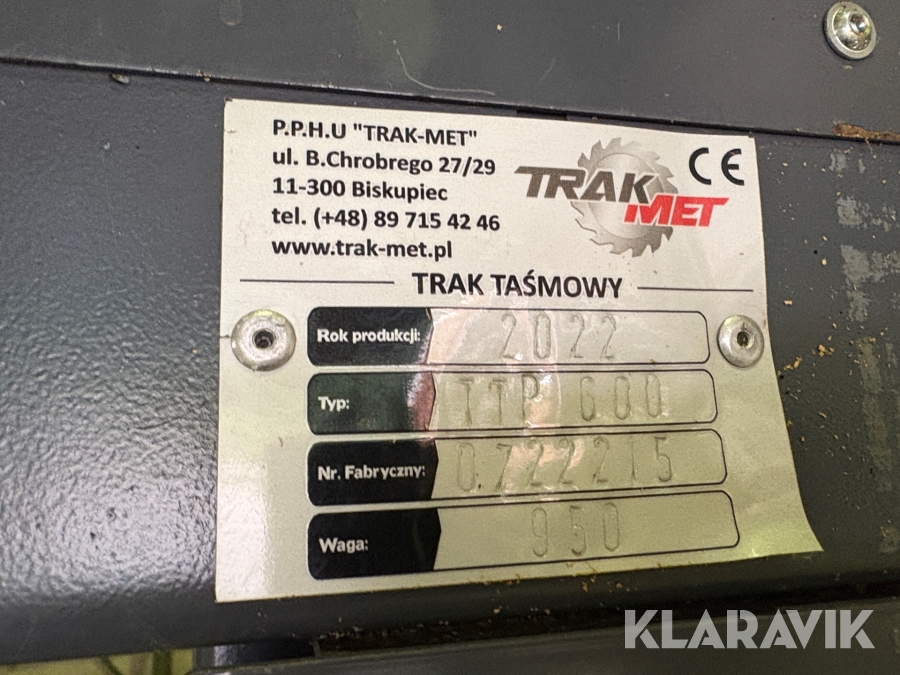 P.P.H.U "TRAK-MET"
ul. B.Chrobrego 27/29
11-300 Biskupiec
tel. (+48) 89 715 42 46
www.trak-met.pl
TRAK MET
CE
TRAK TAŚMOWY
Rok produkcji: 2022
Typ: TTP 600
Nr. Fabryczny: 0722215
Waga: 950
KLARAVIK